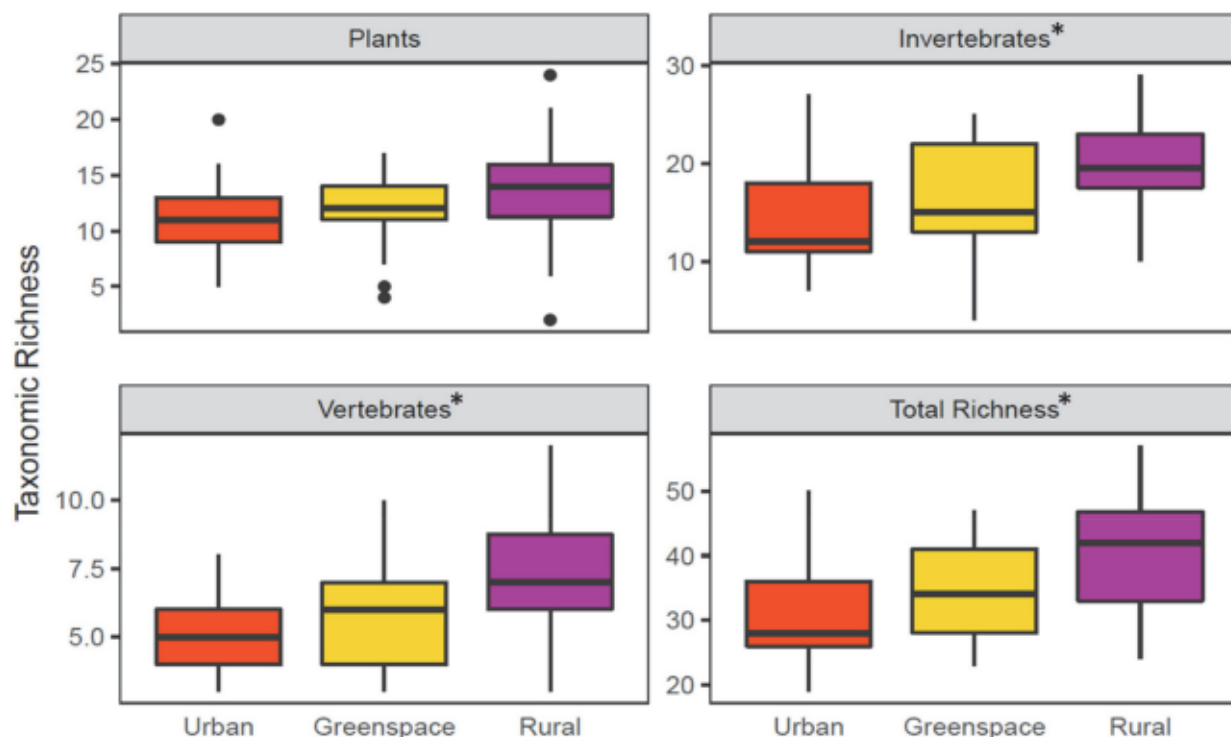 Plants
Invertebrates*
Taxonomic Richness
25
20
15
10
5
30
20
10
Vertebrates*
Total Richness*
10.0
7.5
5.0
50
40
30
20
Urban
Greenspace
Rural
Urban
Greenspace
Rural